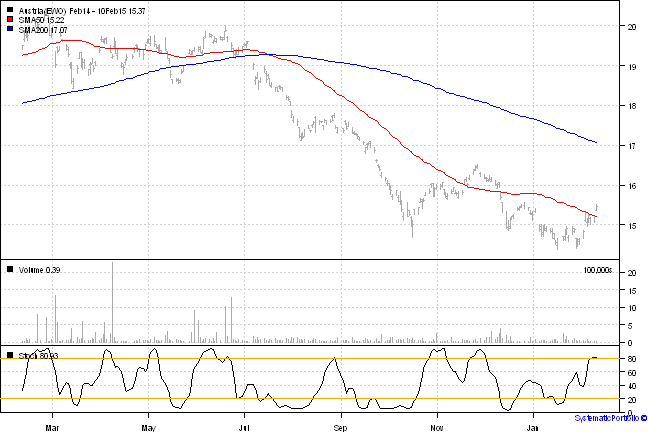 Austria(EWO) Feb14 - 10Feb15 15.37
SMA50 15.22
SMA200 17.07
20
19
18
17
16
15
Volume 0.39
100,000s
20
15
10
5
0
Stoch 80.93
80
60
40
20
0
Mar May Jul Sep Nov Jan
SystematicPortfolio ©